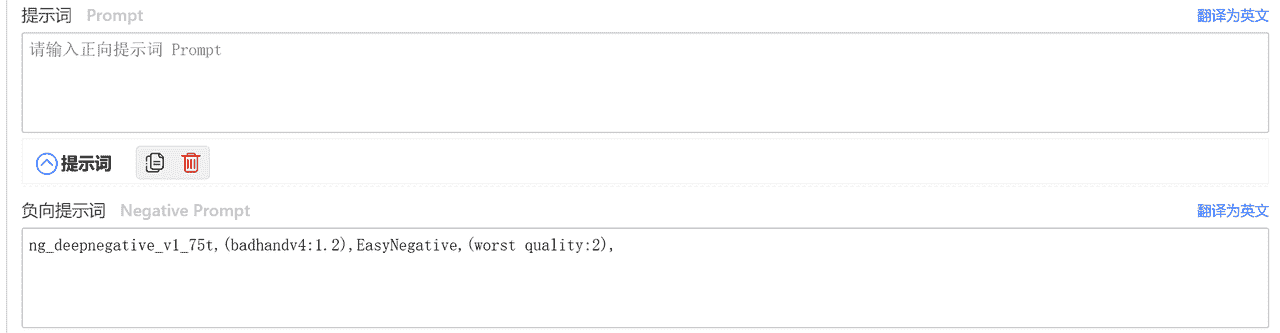 提示词 Prompt 翻译为英文
请输入正向提示词 Prompt
提示词
负向提示词 Negative Prompt 翻译为英文
ng_deepnegative_v1_75t,(badhandv4:1.2),EasyNegative,(worst quality:2),